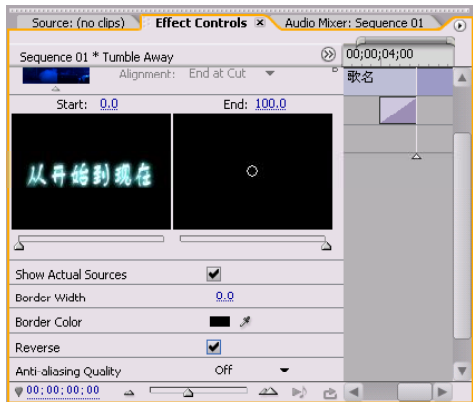 Source: (no clips) Effect Controls × Audio Mixer: Sequence 01
Sequence 01 * Tumble Away 00;00;04;00
Alignment: End at Cut 歌名
Start: 0.0 End: 100.0
从开始到现在
Show Actual Sources
Border Width 0.0
Border Color
Reverse
Anti-aliasing Quality Off
00;00;00;00